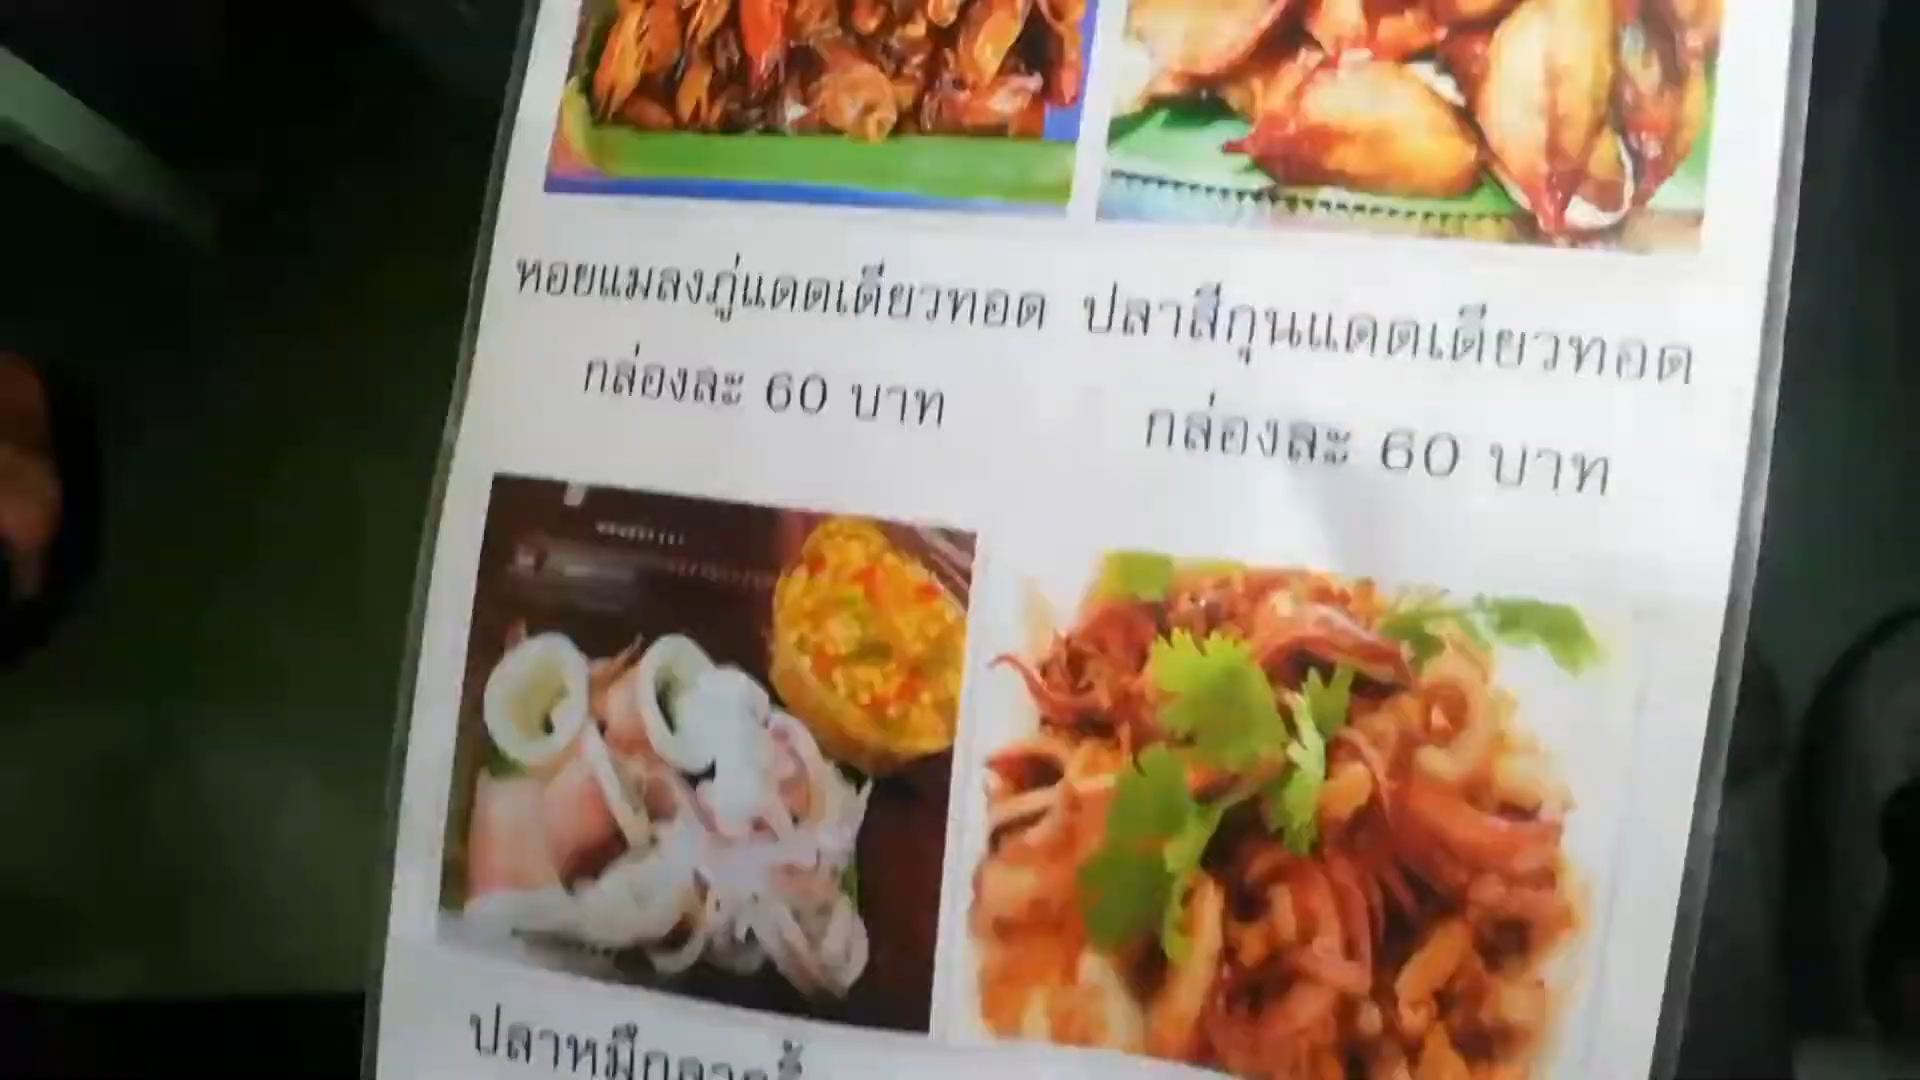 หอยแมลงภู่แดดเดียวทอด
กล่องละ 60 บาท
ปลาสีกุนแดดเดียวทอด
กล่องละ 60 บาท